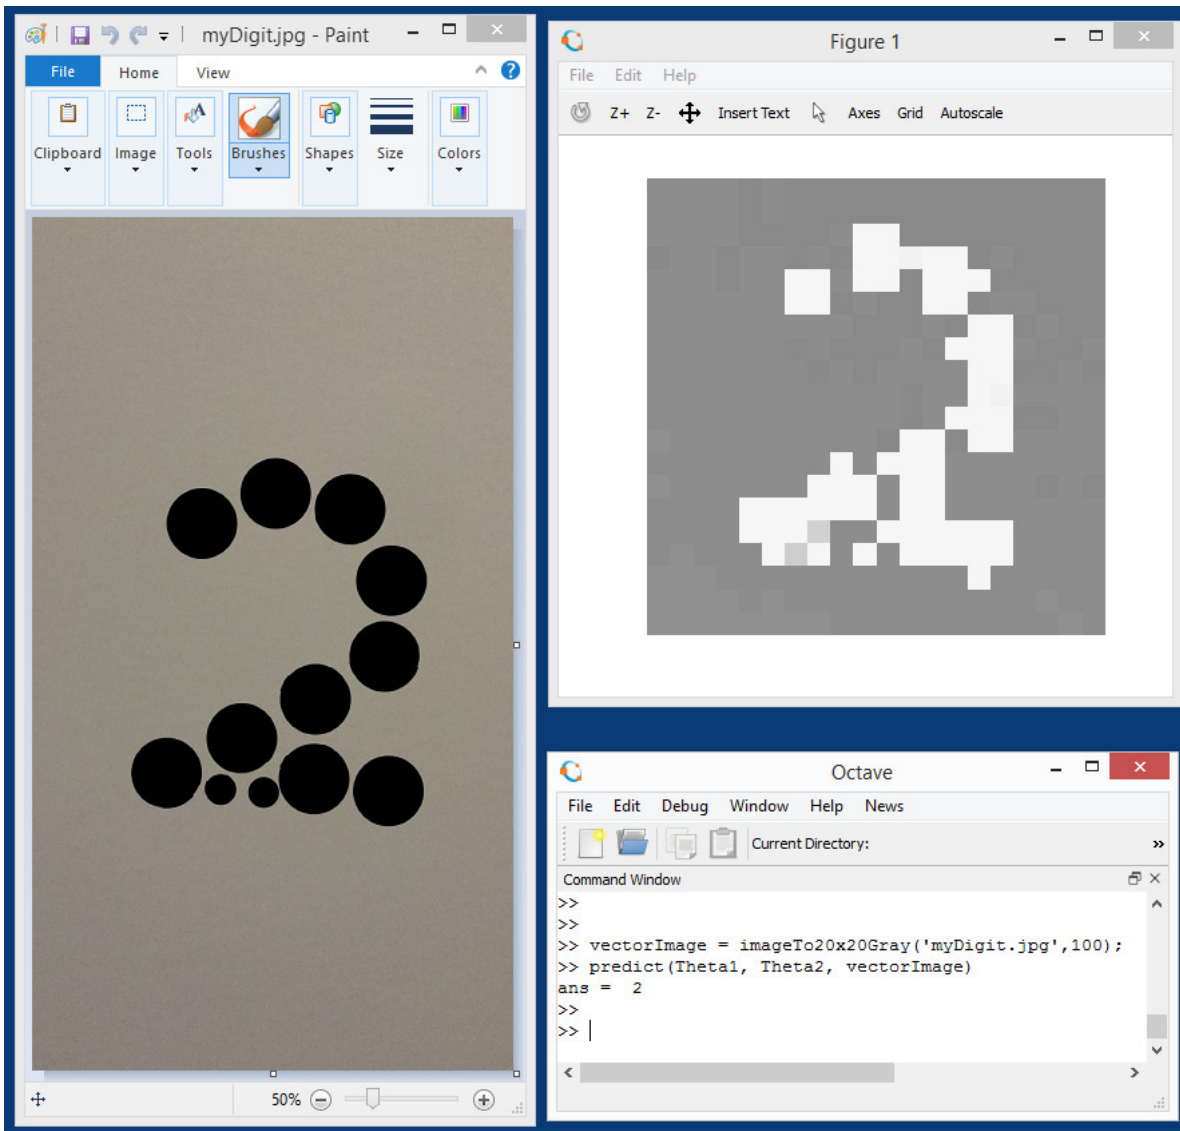 myDigit.jpg - Paint
File Home View
Clipboard Image Tools Brushes Shapes Size Colors
50%
Figure 1
File Edit Help
Z+ Z- Insert Text Axes Grid Autoscale
Octave
File Edit Debug Window Help News
Current Directory:
Command Window
>>
>>
>> vectorImage = imageTo20x20Gray('myDigit.jpg',100);
>> predict(Theta1, Theta2, vectorImage)
ans =  2
>>
>>